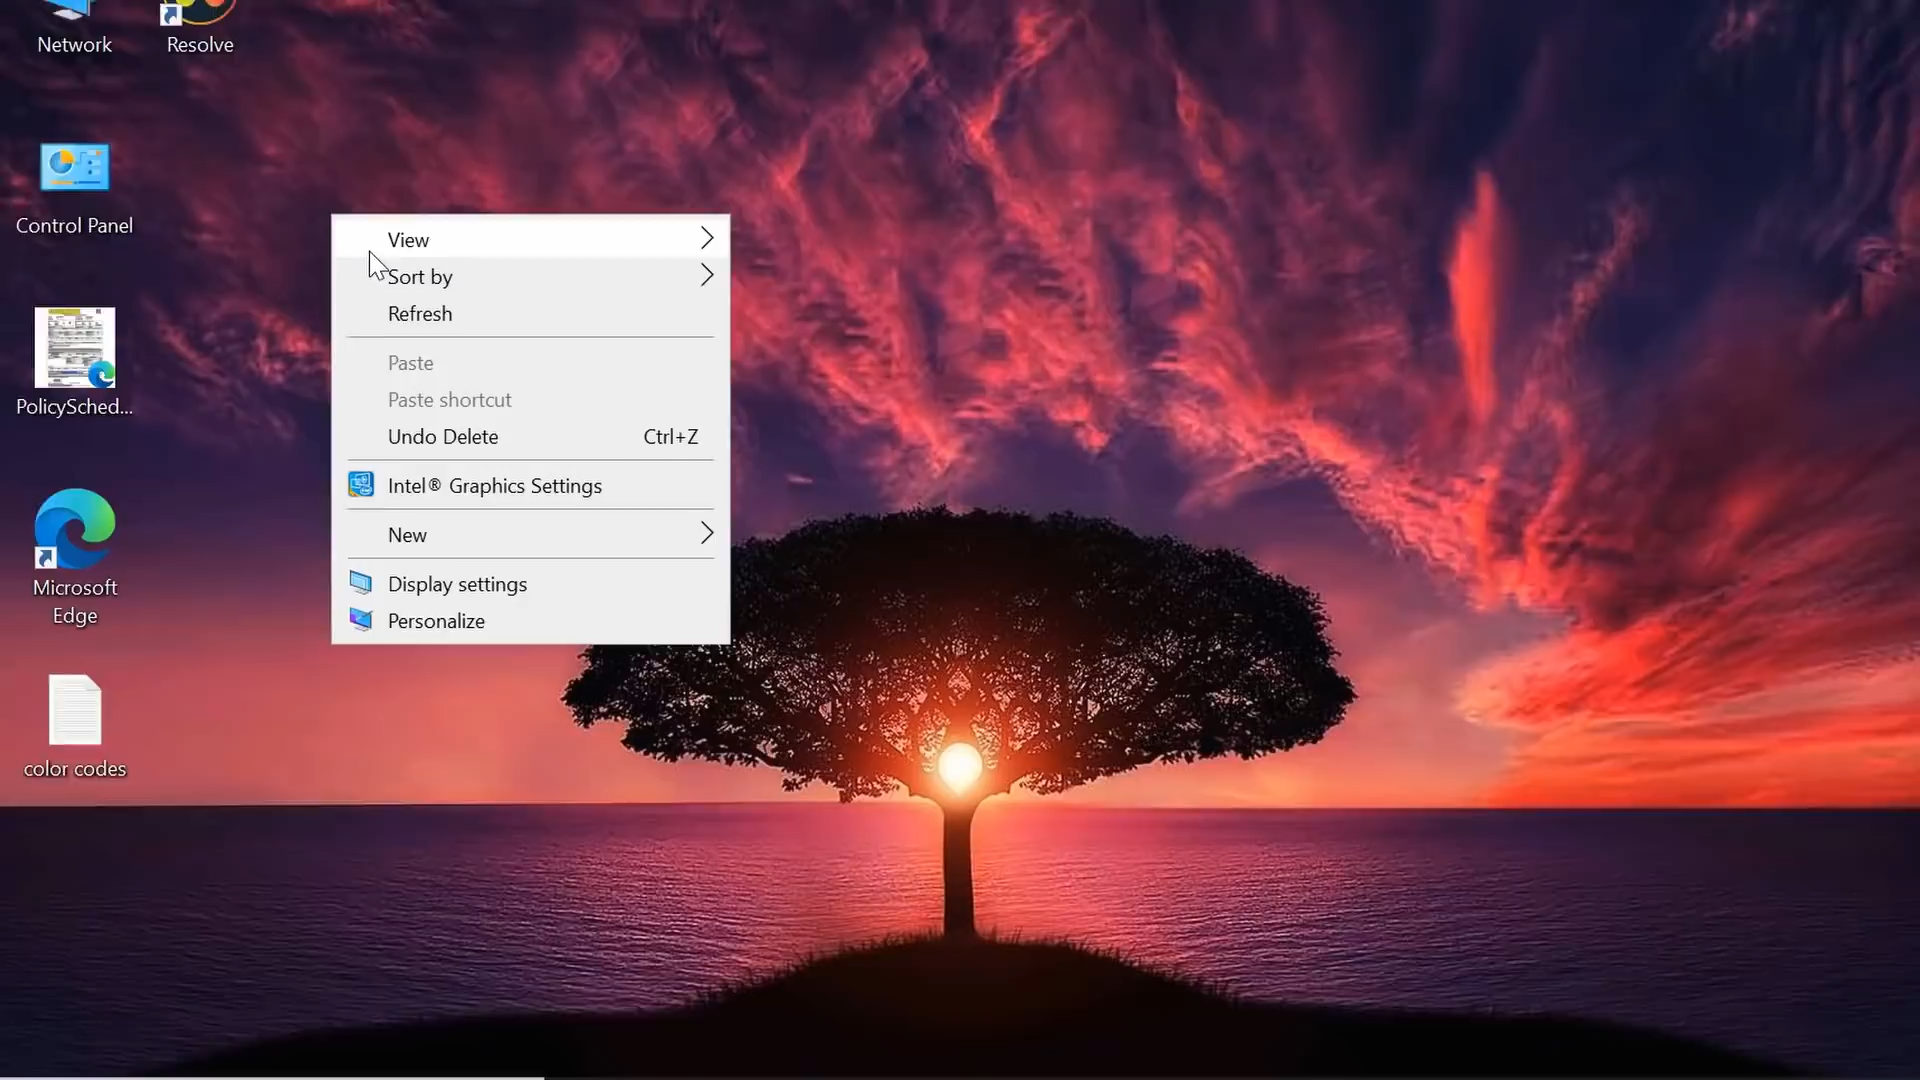 Network
Resolve
Control Panel
PolicySched...
Microsoft
Edge
color codes
View
Sort by
Refresh
Paste
Paste shortcut
Undo Delete Ctrl+Z
Intel® Graphics Settings
New
Display settings
Personalize